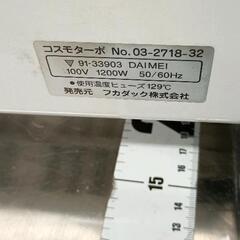 コスモターボ No.03-2718-32
▽ 91-33903 DAIMEI
100V 1200W 50/60Hz
●使用温度ヒューズ129℃
発売元 フカダック株式会社
15